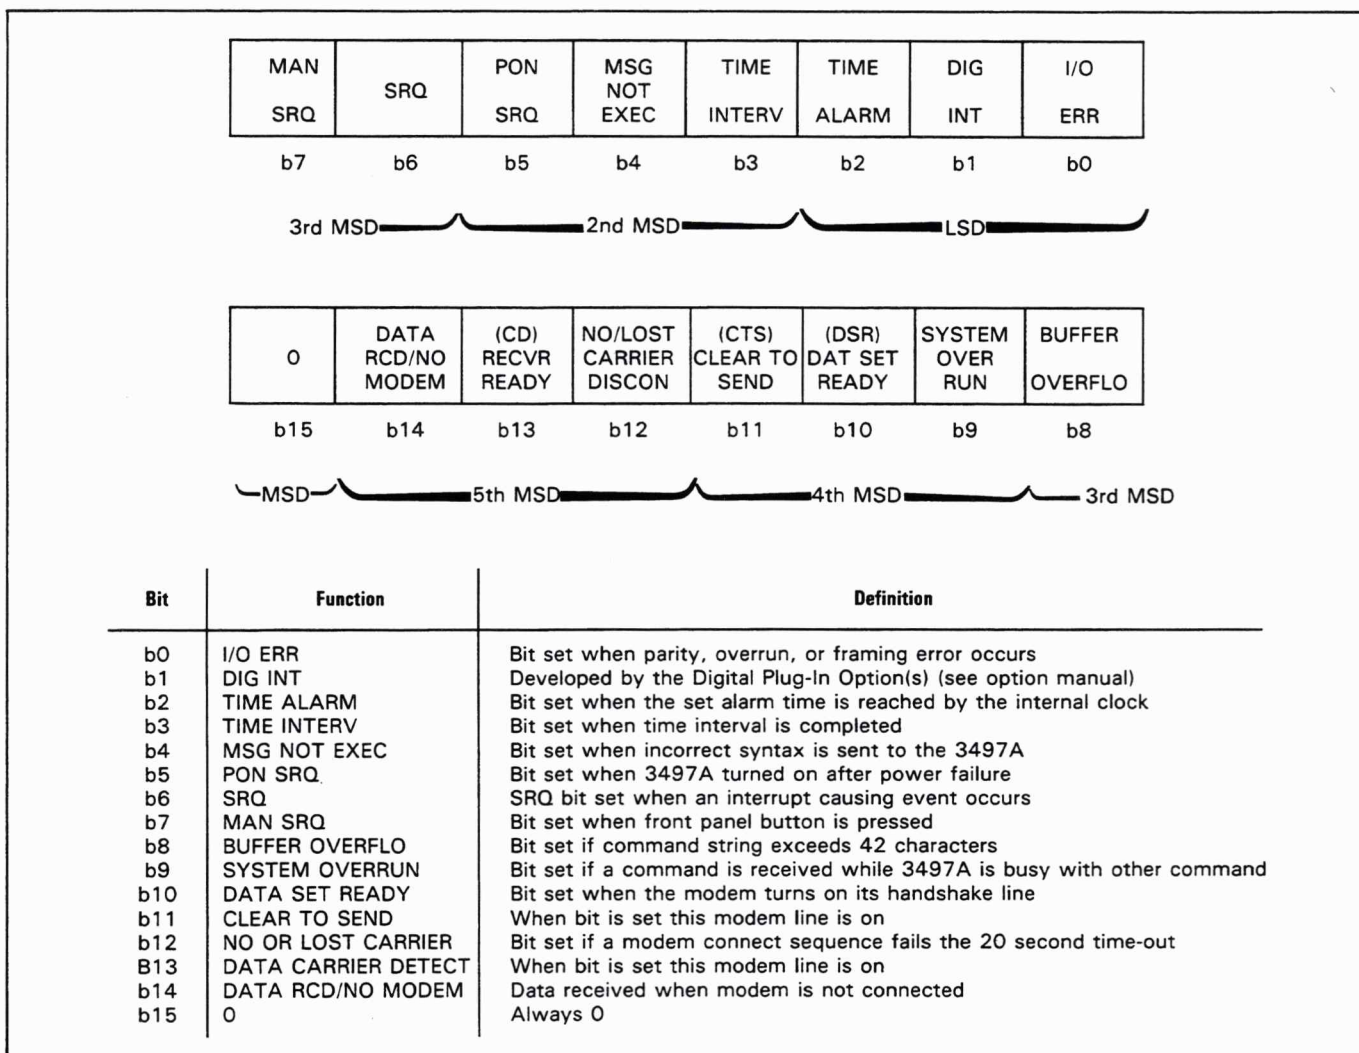 MAN SRQ SRQ PON SRQ MSG NOT EXEC TIME INTERV TIME ALARM DIG INT I/O ERR
b7 b6 b5 b4 b3 b2 b1 b0
3rd MSD 2nd MSD LSD
0 DATA RCD/NO MODEM (CD) RECVR READY NO/LOST CARRIER DISCON (CTS) CLEAR TO SEND (DSR) DAT SET READY SYSTEM OVER RUN BUFFER OVERFLO
b15 b14 b13 b12 b11 b10 b9 b8
MSD 5th MSD 4th MSD 3rd MSD
Bit Function Definition
b0 I/O ERR Bit set when parity, overrun, or framing error occurs
b1 DIG INT Developed by the Digital Plug-In Option(s) (see option manual)
b2 TIME ALARM Bit set when the set alarm time is reached by the internal clock
b3 TIME INTERV Bit set when time interval is completed
b4 MSG NOT EXEC Bit set when incorrect syntax is sent to the 3497A
b5 PON SRQ Bit set when 3497A turned on after power failure
b6 SRQ SRQ bit set when an interrupt causing event occurs
b7 MAN SRQ Bit set when front panel button is pressed
b8 BUFFER OVERFLO Bit set if command string exceeds 42 characters
b9 SYSTEM OVERRUN Bit set if a command is received while 3497A is busy with other command
b10 DATA SET READY Bit set when the modem turns on its handshake line
b11 CLEAR TO SEND When bit is set this modem line is on
b12 NO OR LOST CARRIER Bit set if a modem connect sequence fails the 20 second time-out
B13 DATA CARRIER DETECT When bit is set this modem line is on
b14 DATA RCD/NO MODEM Data received when modem is not connected
b15 0 Always 0